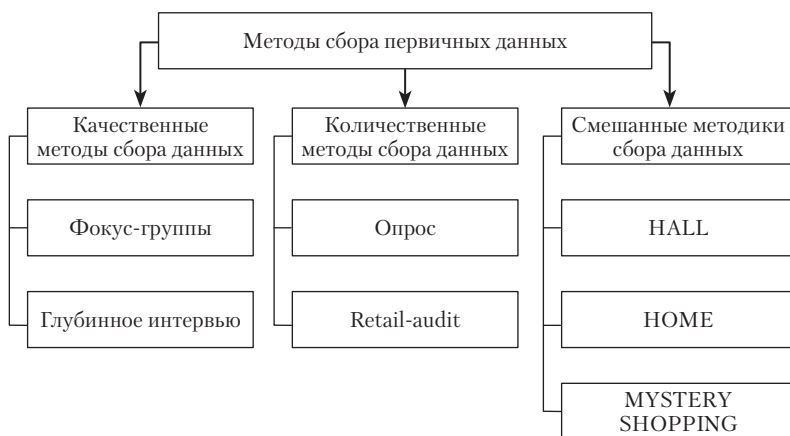 Методы сбора первичных данных
Качественные
методы сбора данных
Количественные
методы сбора данных
Смешанные методики
сбора данных
Фокус-группы
Опрос
HALL
Глубинное интервью
Retail-audit
HOME
MYSTERY
SHOPPING